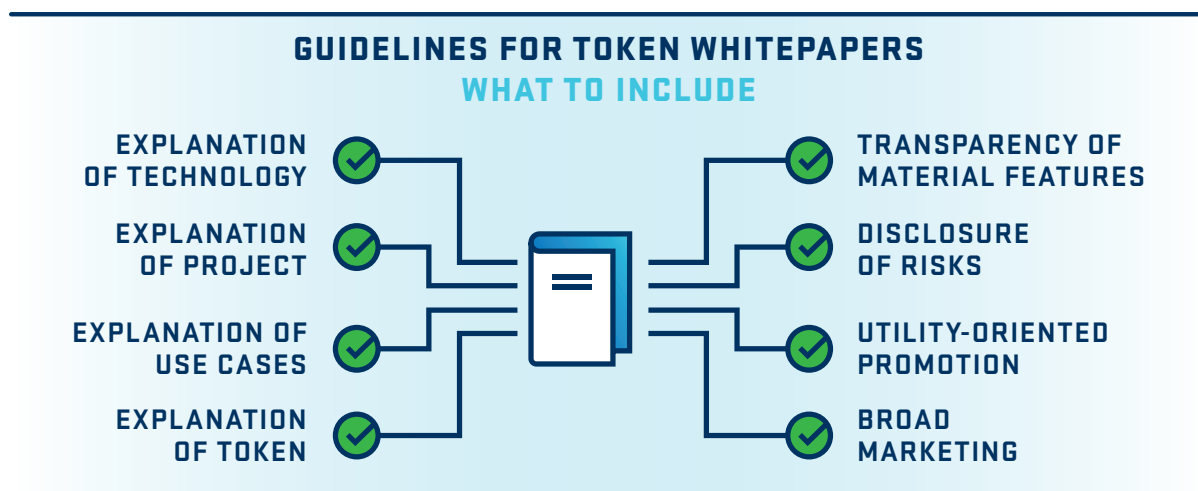 GUIDELINES FOR TOKEN WHITEPAPERS
WHAT TO INCLUDE
EXPLANATION
OF TECHNOLOGY
EXPLANATION
OF PROJECT
EXPLANATION OF
USE CASES
EXPLANATION
OF TOKEN
TRANSPARENCY OF
MATERIAL FEATURES
DISCLOSURE
OF RISKS
UTILITY-ORIENTED
PROMOTION
BROAD
MARKETING